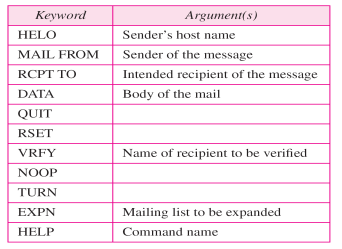 Keyword Argument(s)
HELO Sender's host name
MAIL FROM Sender of the message
RCPT TO Intended recipient of the message
DATA Body of the mail
QUIT
RSET
VRFY Name of recipient to be verified
NOOP
TURN
EXPN Mailing list to be expanded
HELP Command name